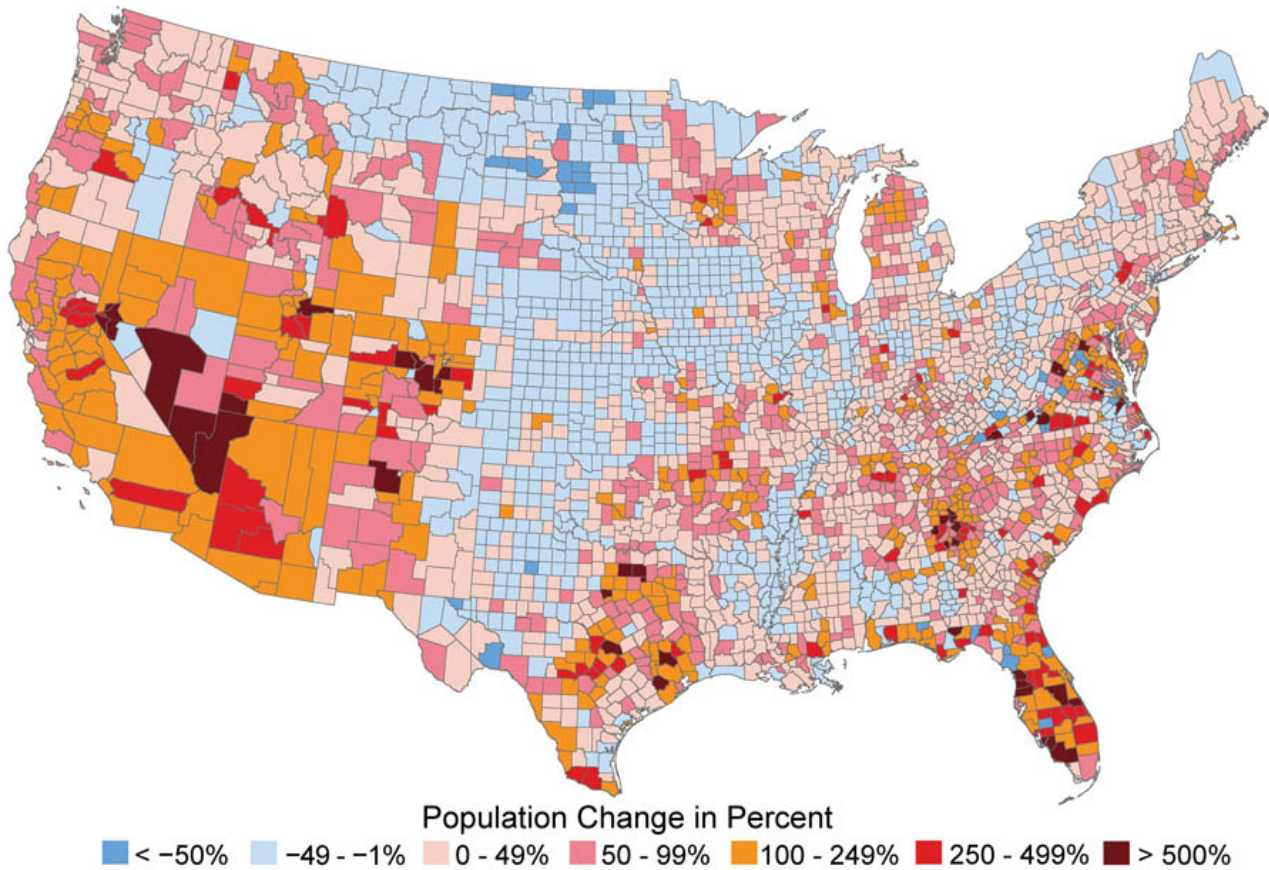 Population Change in Percent
< −50% −49 - −1% 0 - 49% 50 - 99% 100 - 249% 250 - 499% > 500%